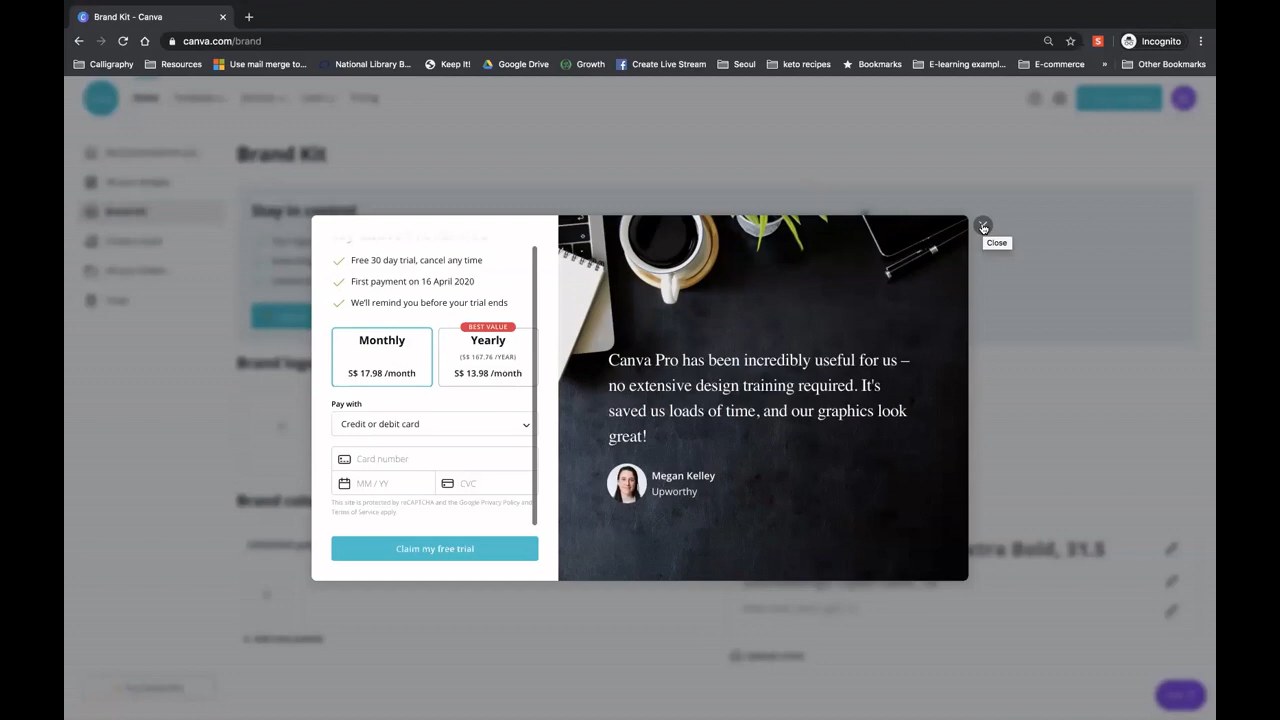 Brand Kit - Canva
canva.com/brand
Incognito
Calligraphy
Resources
Use mail merge to...
National Library B...
Keep It!
Google Drive
Growth
Create Live Stream
Seoul
keto recipes
Bookmarks
E-learning exampl...
E-commerce
»
Other Bookmarks
Home
Pricing
Brand Kit
Stay in control
Close
Free 30 day trial, cancel any time
First payment on 16 April 2020
We'll remind you before your trial ends
BEST VALUE
Monthly
Yearly
(S$ 167.76 /YEAR)
S$ 17.98 /month
S$ 13.98 /month
Pay with
Credit or debit card
Card number
MM / YY
CVC
This site is protected by reCAPTCHA and the Google Privacy Policy and
Terms of Service apply.
Claim my free trial
Canva Pro has been incredibly useful for us –
no extensive design training required. It's
saved us loads of time, and our graphics look
great!
Megan Kelley
Upworthy